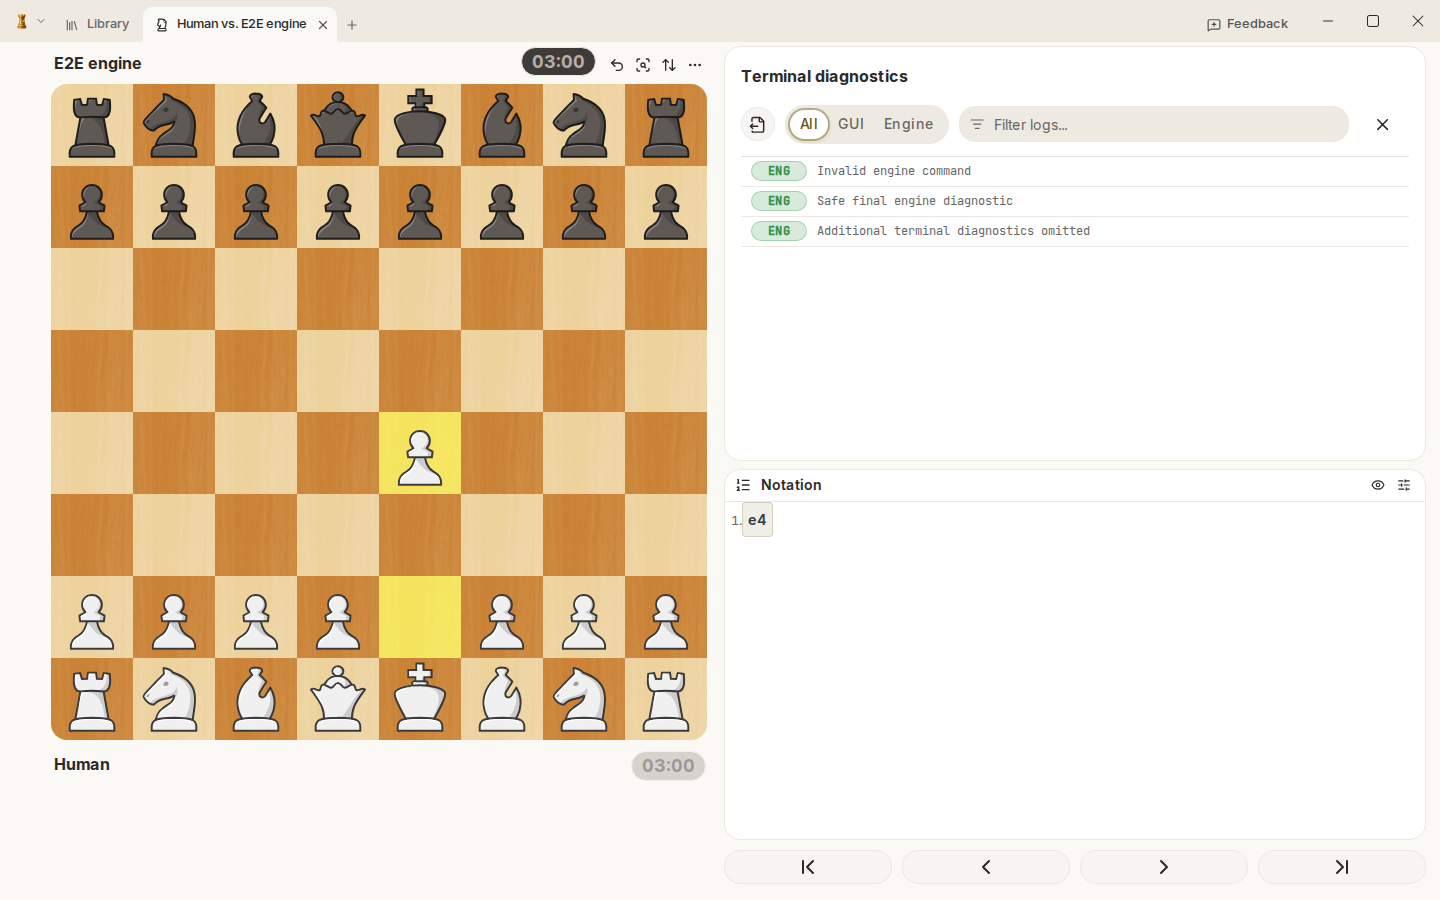 Library
Human vs. E2E engine
Feedback
E2E engine
03:00
Terminal diagnostics
All
GUI
Engine
Filter logs...
ENG Invalid engine command
ENG Safe final engine diagnostic
ENG Additional terminal diagnostics omitted
Notation
1. e4
Human
03:00